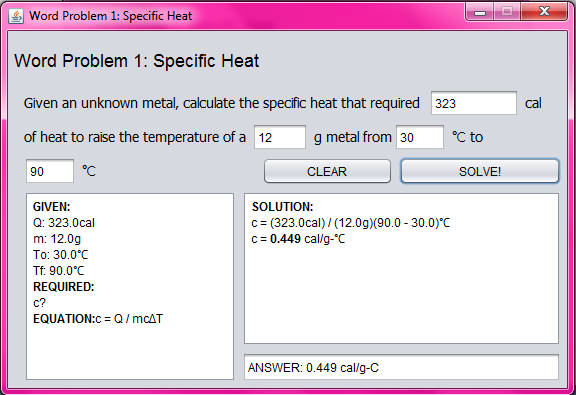 Word Problem 1: Specific Heat
Word Problem 1: Specific Heat
Given an unknown metal, calculate the specific heat that required 323 cal
of heat to raise the temperature of a 12 g metal from 30 °C to
90 °C CLEAR SOLVE!
GIVEN:
Q: 323.0cal
m: 12.0g
To: 30.0°C
Tf: 90.0°C
REQUIRED:
c?
EQUATION:c = Q / mcΔT
SOLUTION:
c = (323.0cal) / (12.0g)(90.0 - 30.0)°C
c = 0.449 cal/g-°C
ANSWER: 0.449 cal/g-C